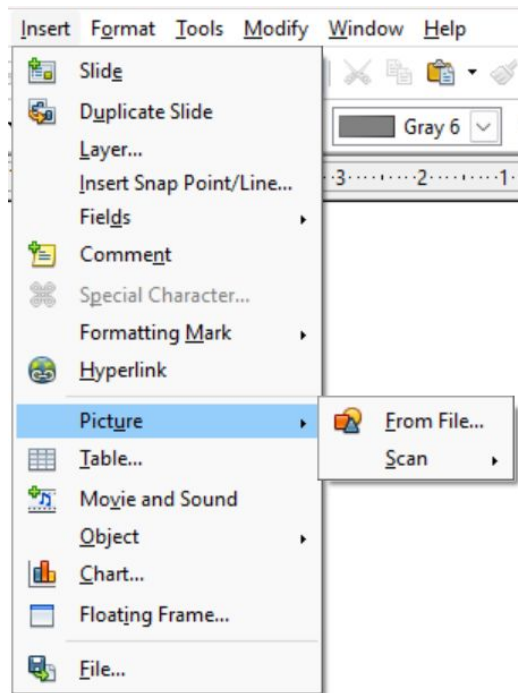 Insert Format Tools Modify Window Help
Slide
Duplicate Slide
Gray 6
Layer...
Insert Snap Point/Line...
3 2 1
Fields
Comment
Special Character...
Formatting Mark
Hyperlink
Picture
From File...
Table...
Scan
Movie and Sound
Object
Chart...
Floating Frame...
File...